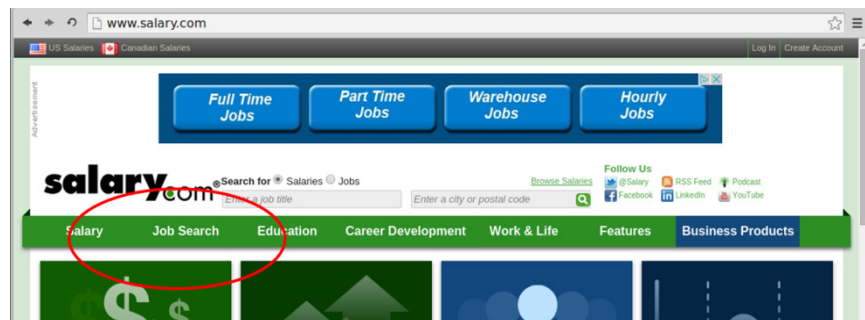 www.salary.com
US Salaries Canadian Salaries Log In Create Account
Advertisement
Full Time Jobs
Part Time Jobs
Warehouse Jobs
Hourly Jobs
salary.com®
Search for Salaries Jobs
Browse Salaries
Enter a job title
Enter a city or postal code
Follow Us
@Salary RSS Feed Podcast
Facebook LinkedIn YouTube
Salary Job Search Education Career Development Work & Life Features Business Products